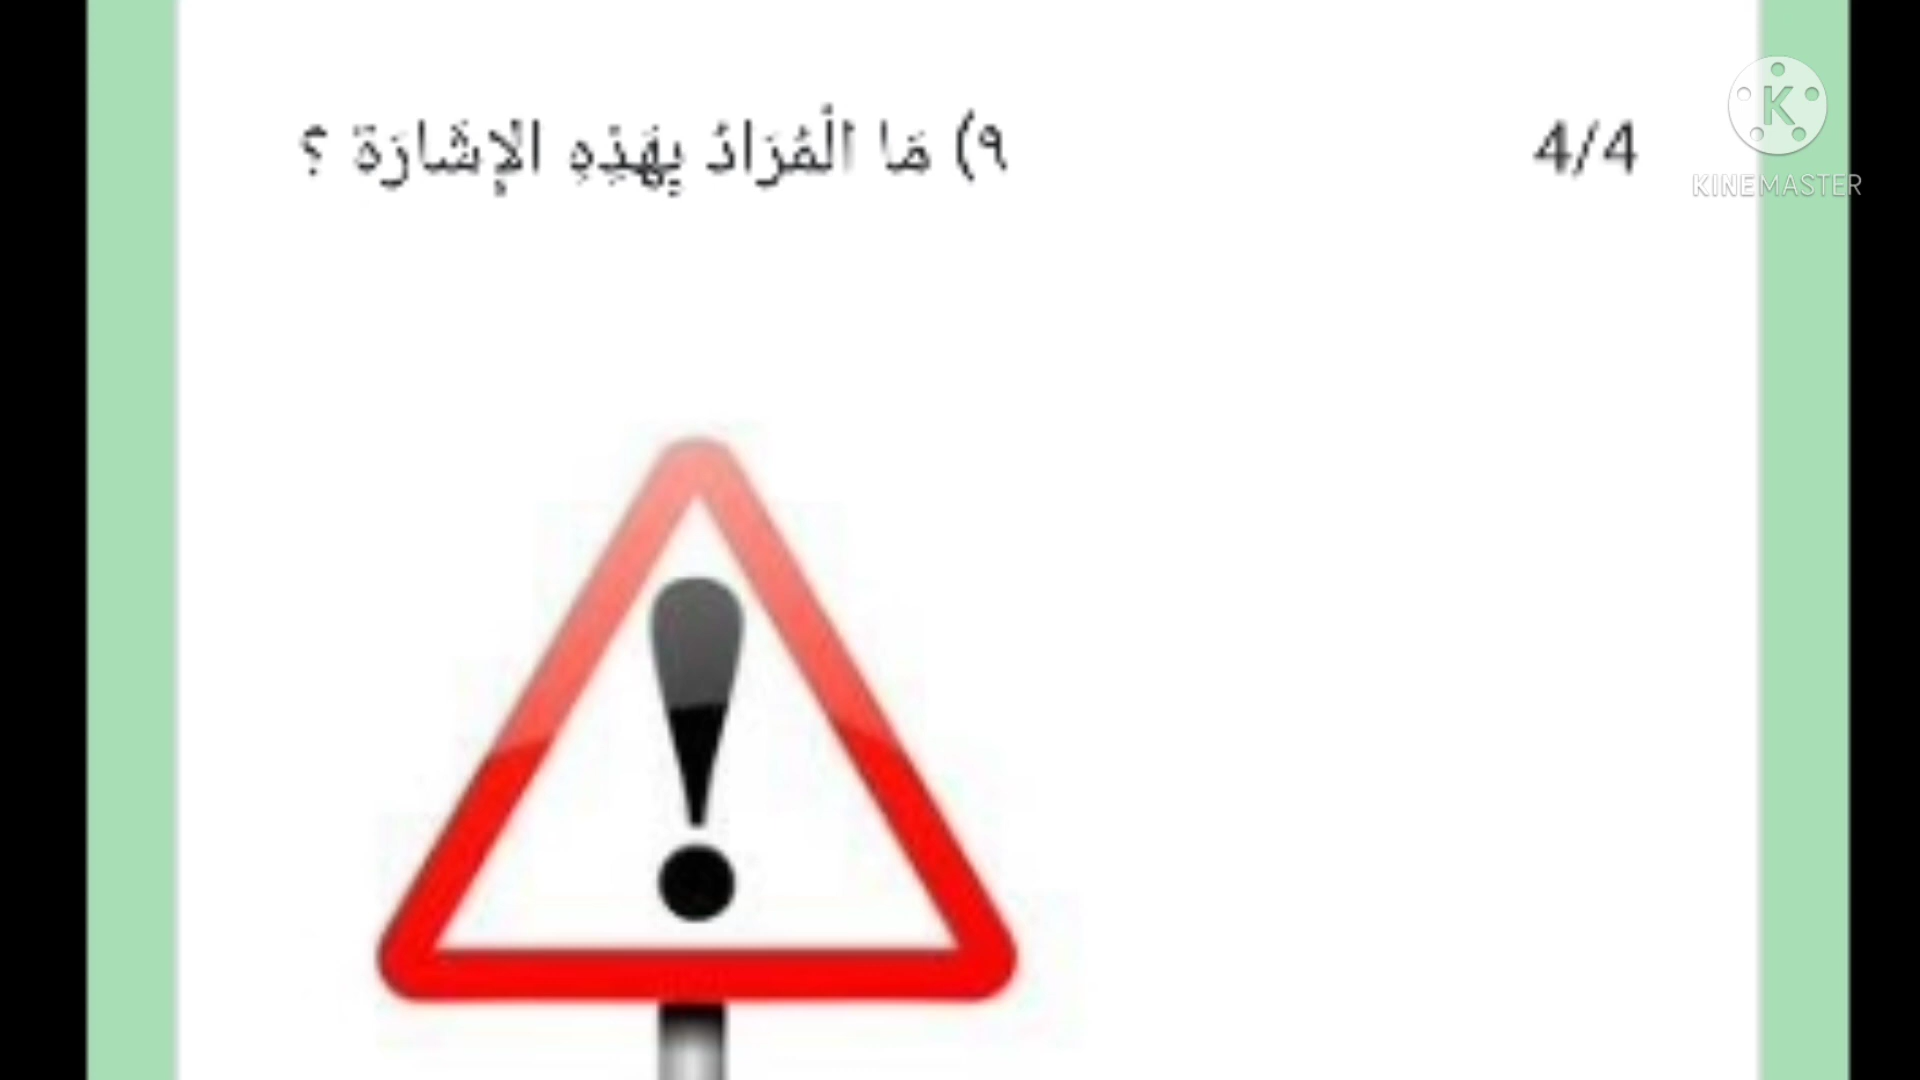 ٩) مَا الْمُرَادُ بِهَذِهِ الإِشَارَة ؟
4/4
K
KINEMASTER
!